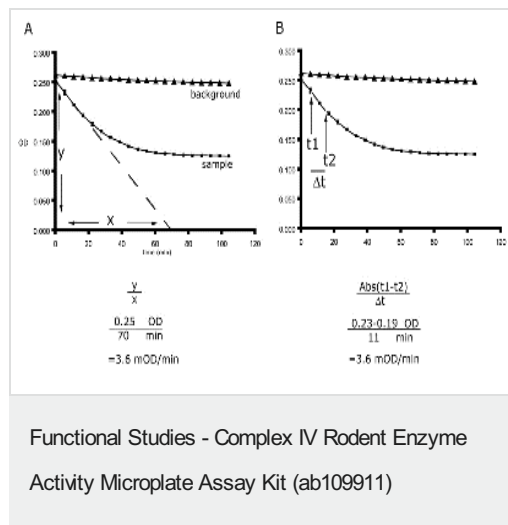 A
B
0.300
0.250
0.200
0.150
0.100
0.050
0.000
OD
background
sample
y
x
0 20 40 60 80 100 120
Time (min)
0.300
0.250
0.200
0.150
0.100
0.050
0.000
background
sample
t1
t2
Δt
0 20 40 60 80 100 120
y
x
0.25 OD
70 min
=3.6 mOD/min
Abs(t1-t2)
Δt
0.23-0.19 OD
11 min
=3.6 mOD/min
Functional Studies - Complex IV Rodent Enzyme
Activity Microplate Assay Kit (ab109911)